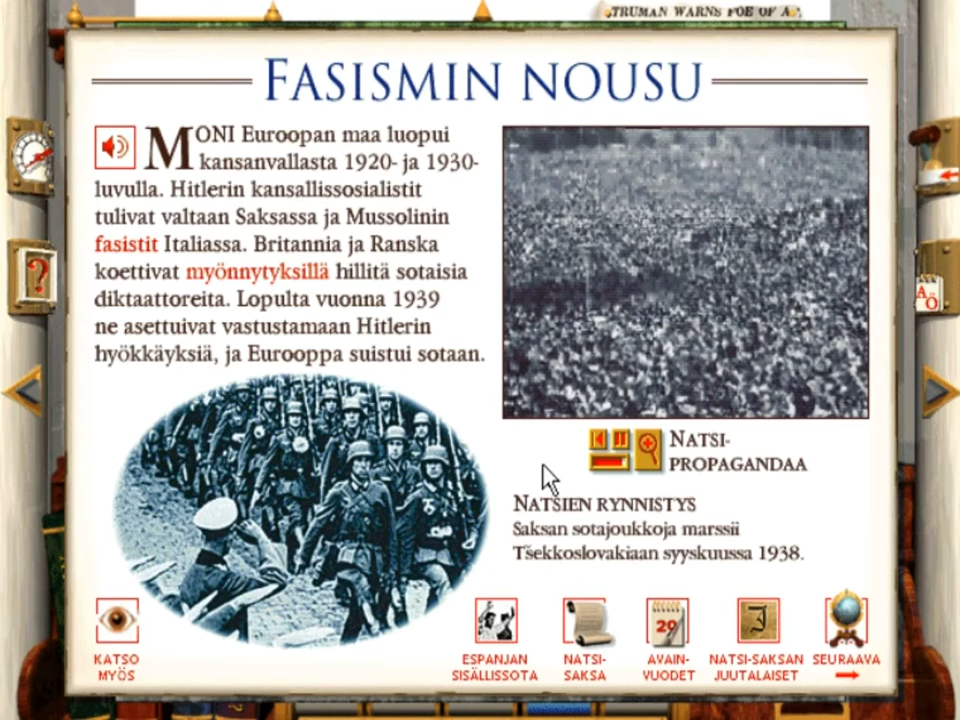 TRUMAN WARNS FOE OF A
FASISMIN NOUSU
MONI Euroopan maa luopui
kansanvallasta 1920- ja 1930-
luvulla. Hitlerin kansallissosialistit
tulivat valtaan Saksassa ja Mussolinin
fasistit Italiassa. Britannia ja Ranska
koettivat myönnytyksillä hillitä sotaisia
diktaattoreita. Lopulta vuonna 1939
ne asettuivat vastustamaan Hitlerin
hyökkäyksiä, ja Eurooppa suistui sotaan.
NATSI-
PROPAGANDAA
NATSIEN RYNNISTYS
Saksan sotajoukkoja marssii
Tšekkoslovakiaan syyskuussa 1938.
?
A
Ö
29
KATSO
MYÖS
ESPANJAN
SISÄLLISSOTA
NATSI-
SAKSA
AVAIN-
VUODET
NATSI-SAKSAN
JUUTALAISET
SEURAAVA